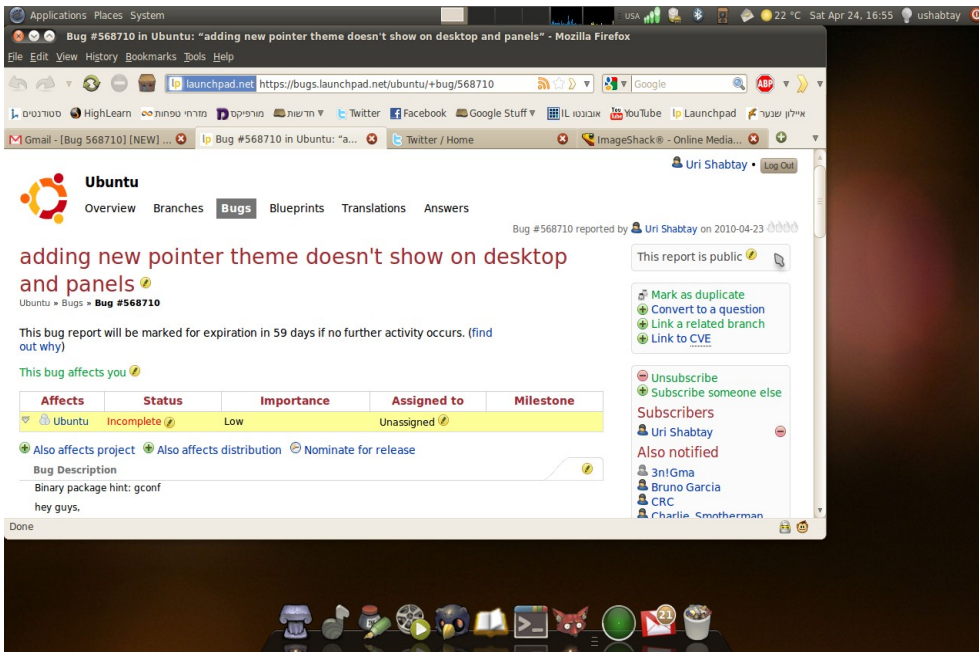 Applications Places System
USA 22 °C Sat Apr 24, 16:55 ushabtay
Bug #568710 in Ubuntu: “adding new pointer theme doesn't show on desktop and panels” - Mozilla Firefox
File Edit View History Bookmarks Tools Help
lp launchpad.net https://bugs.launchpad.net/ubuntu/+bug/568710 Google ABP
סטודנטים HighLearn מזרחי טפחות מורפיקס חדשות Twitter Facebook Google Stuff IL אובונטו YouTube lp Launchpad איילון שנער
Gmail - [Bug 568710] [NEW] ... lp Bug #568710 in Ubuntu: “a... Twitter / Home ImageShack® - Online Media...
Uri Shabtay • Log Out
Ubuntu
Overview Branches Bugs Blueprints Translations Answers
Bug #568710 reported by Uri Shabtay on 2010-04-23
adding new pointer theme doesn't show on desktop
and panels
Ubuntu » Bugs » Bug #568710
This bug report will be marked for expiration in 59 days if no further activity occurs. (find
out why)
This bug affects you
Affects Status Importance Assigned to Milestone
Ubuntu Incomplete Low Unassigned
Also affects project Also affects distribution Nominate for release
Bug Description
Binary package hint: gconf
hey guys,
This report is public
Mark as duplicate
Convert to a question
Link a related branch
Link to CVE
Unsubscribe
Subscribe someone else
Subscribers
Uri Shabtay
Also notified
3n!Gma
Bruno Garcia
CRC
Charlie_Smotherman
Done
>_
21